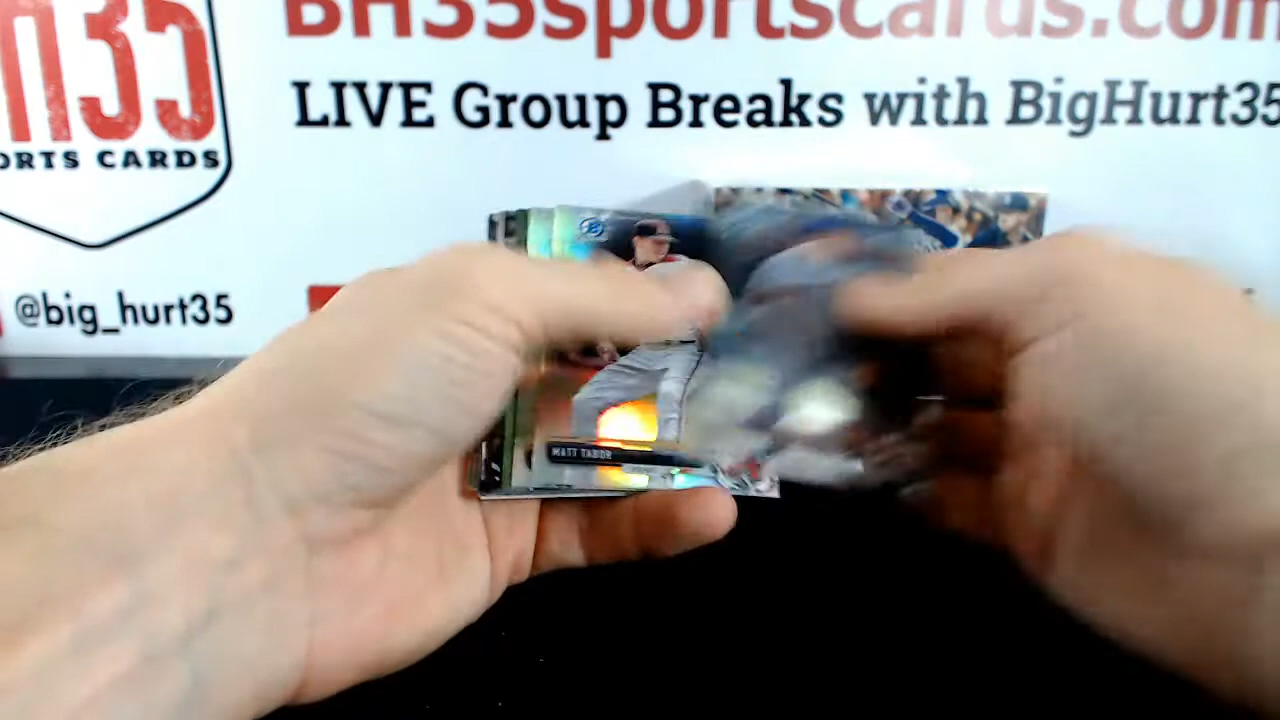 BH35sportscards.com
LIVE Group Breaks with BigHurt35
H35
ORTS CARDS
@big_hurt35
B
MATT TABOR